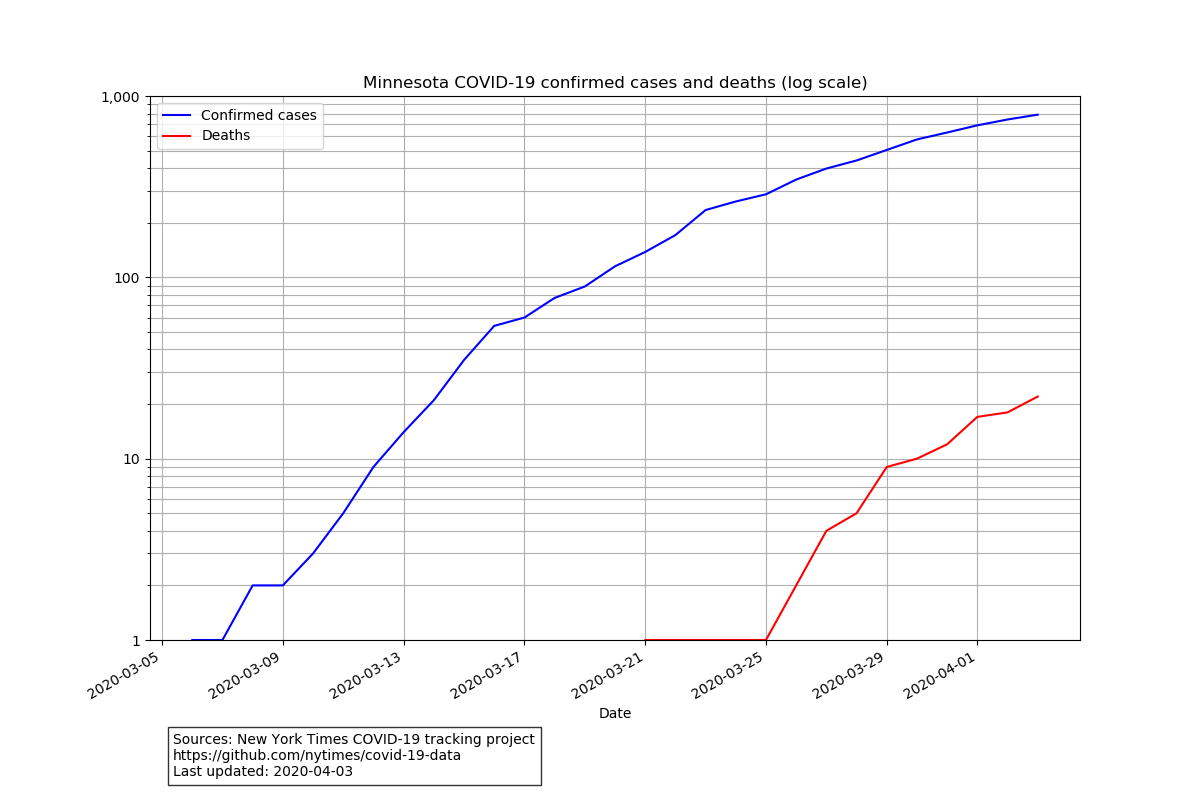 Minnesota COVID-19 confirmed cases and deaths (log scale)
1,000
100
10
1
Confirmed cases
Deaths
2020-03-05
2020-03-09
2020-03-13
2020-03-17
2020-03-21
2020-03-25
2020-03-29
2020-04-01
Date
Sources: New York Times COVID-19 tracking project
https://github.com/nytimes/covid-19-data
Last updated: 2020-04-03